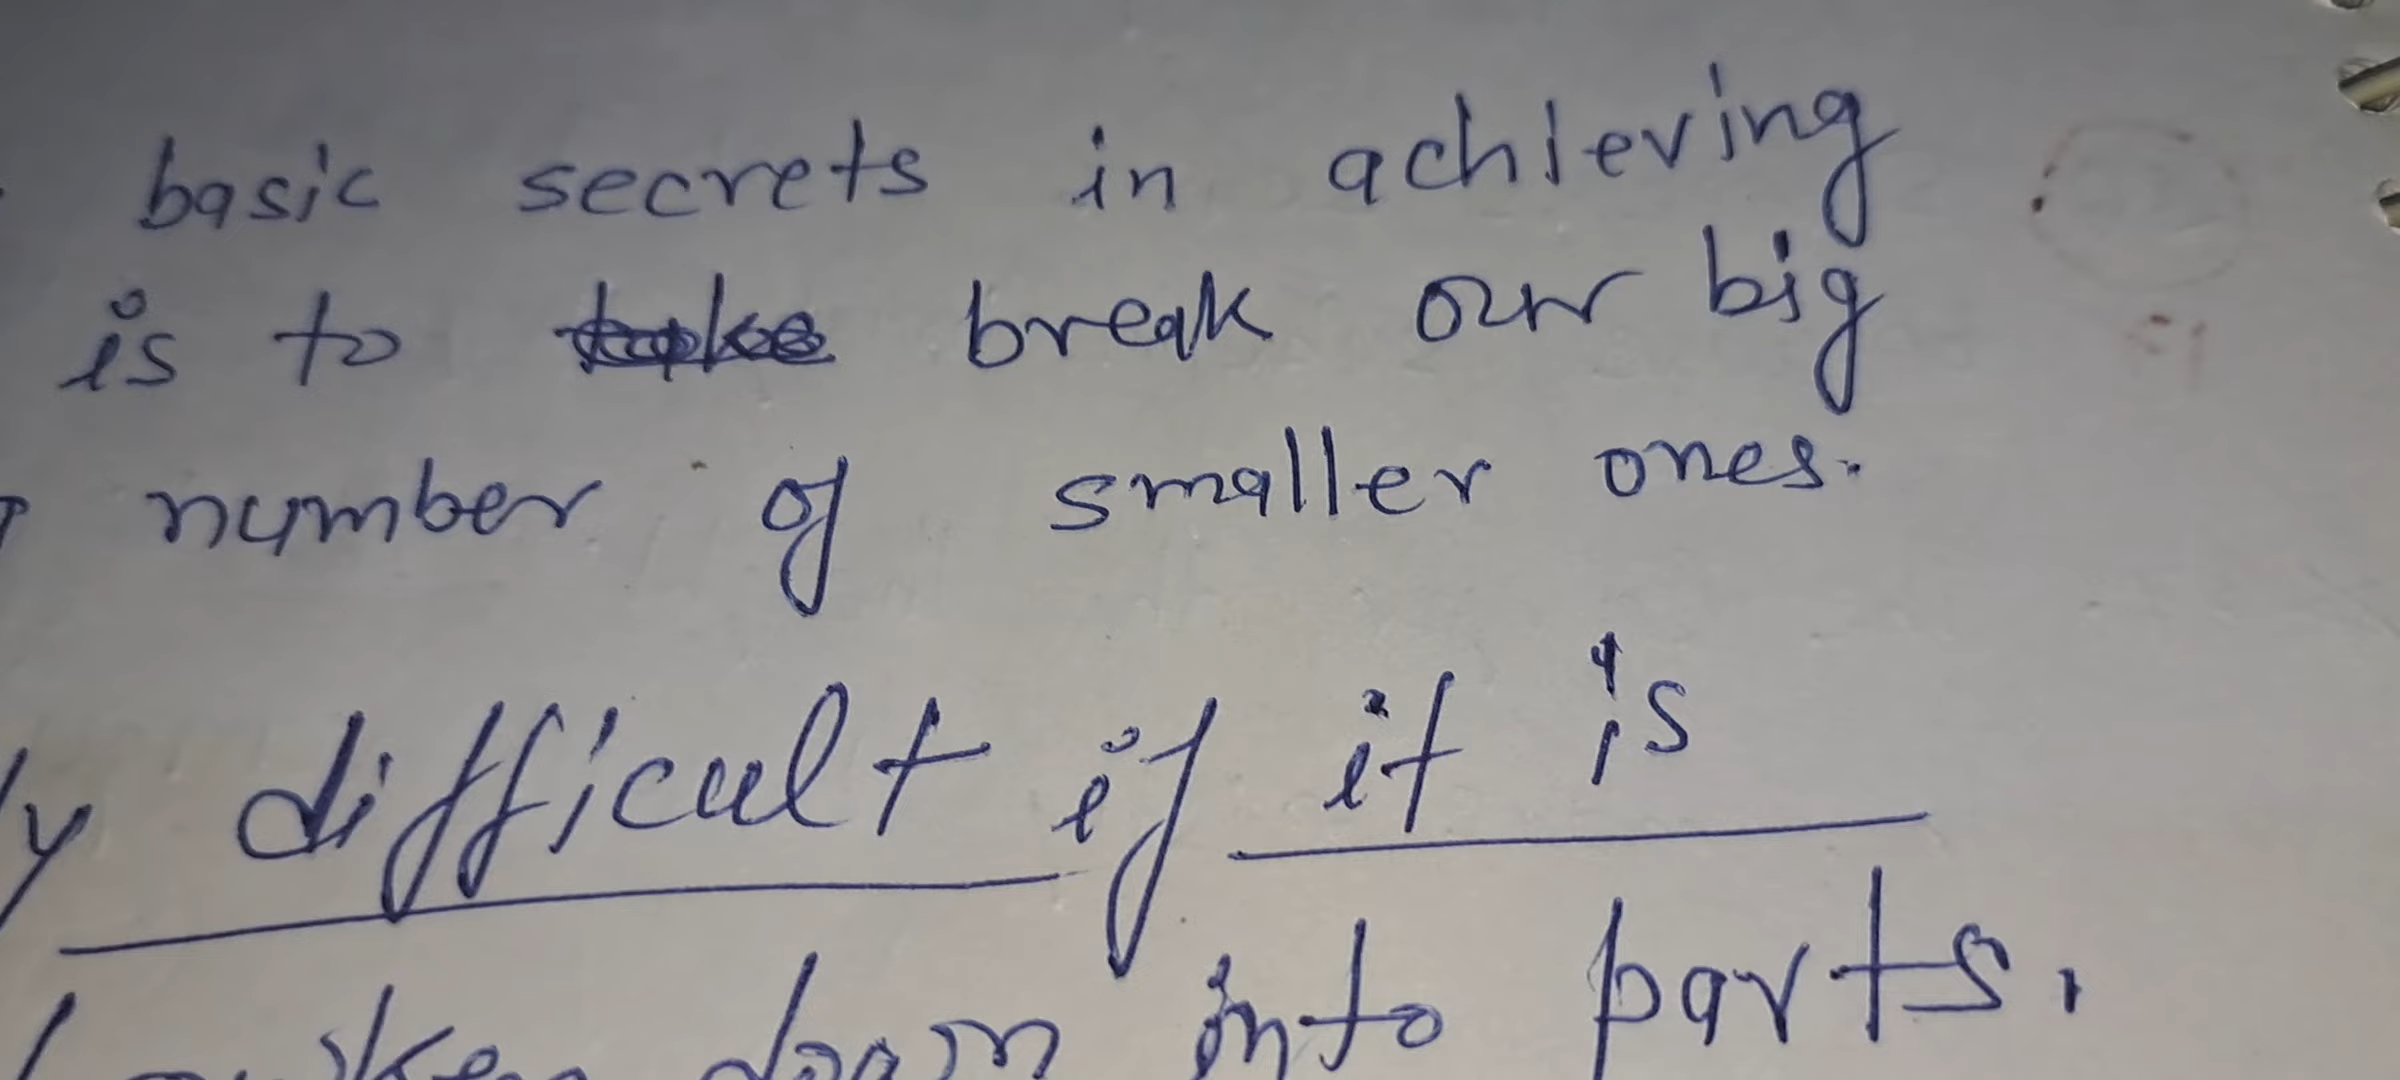 basic secrets in achieving
is to break our big
number of smaller ones.
difficult if it is
down into parts.